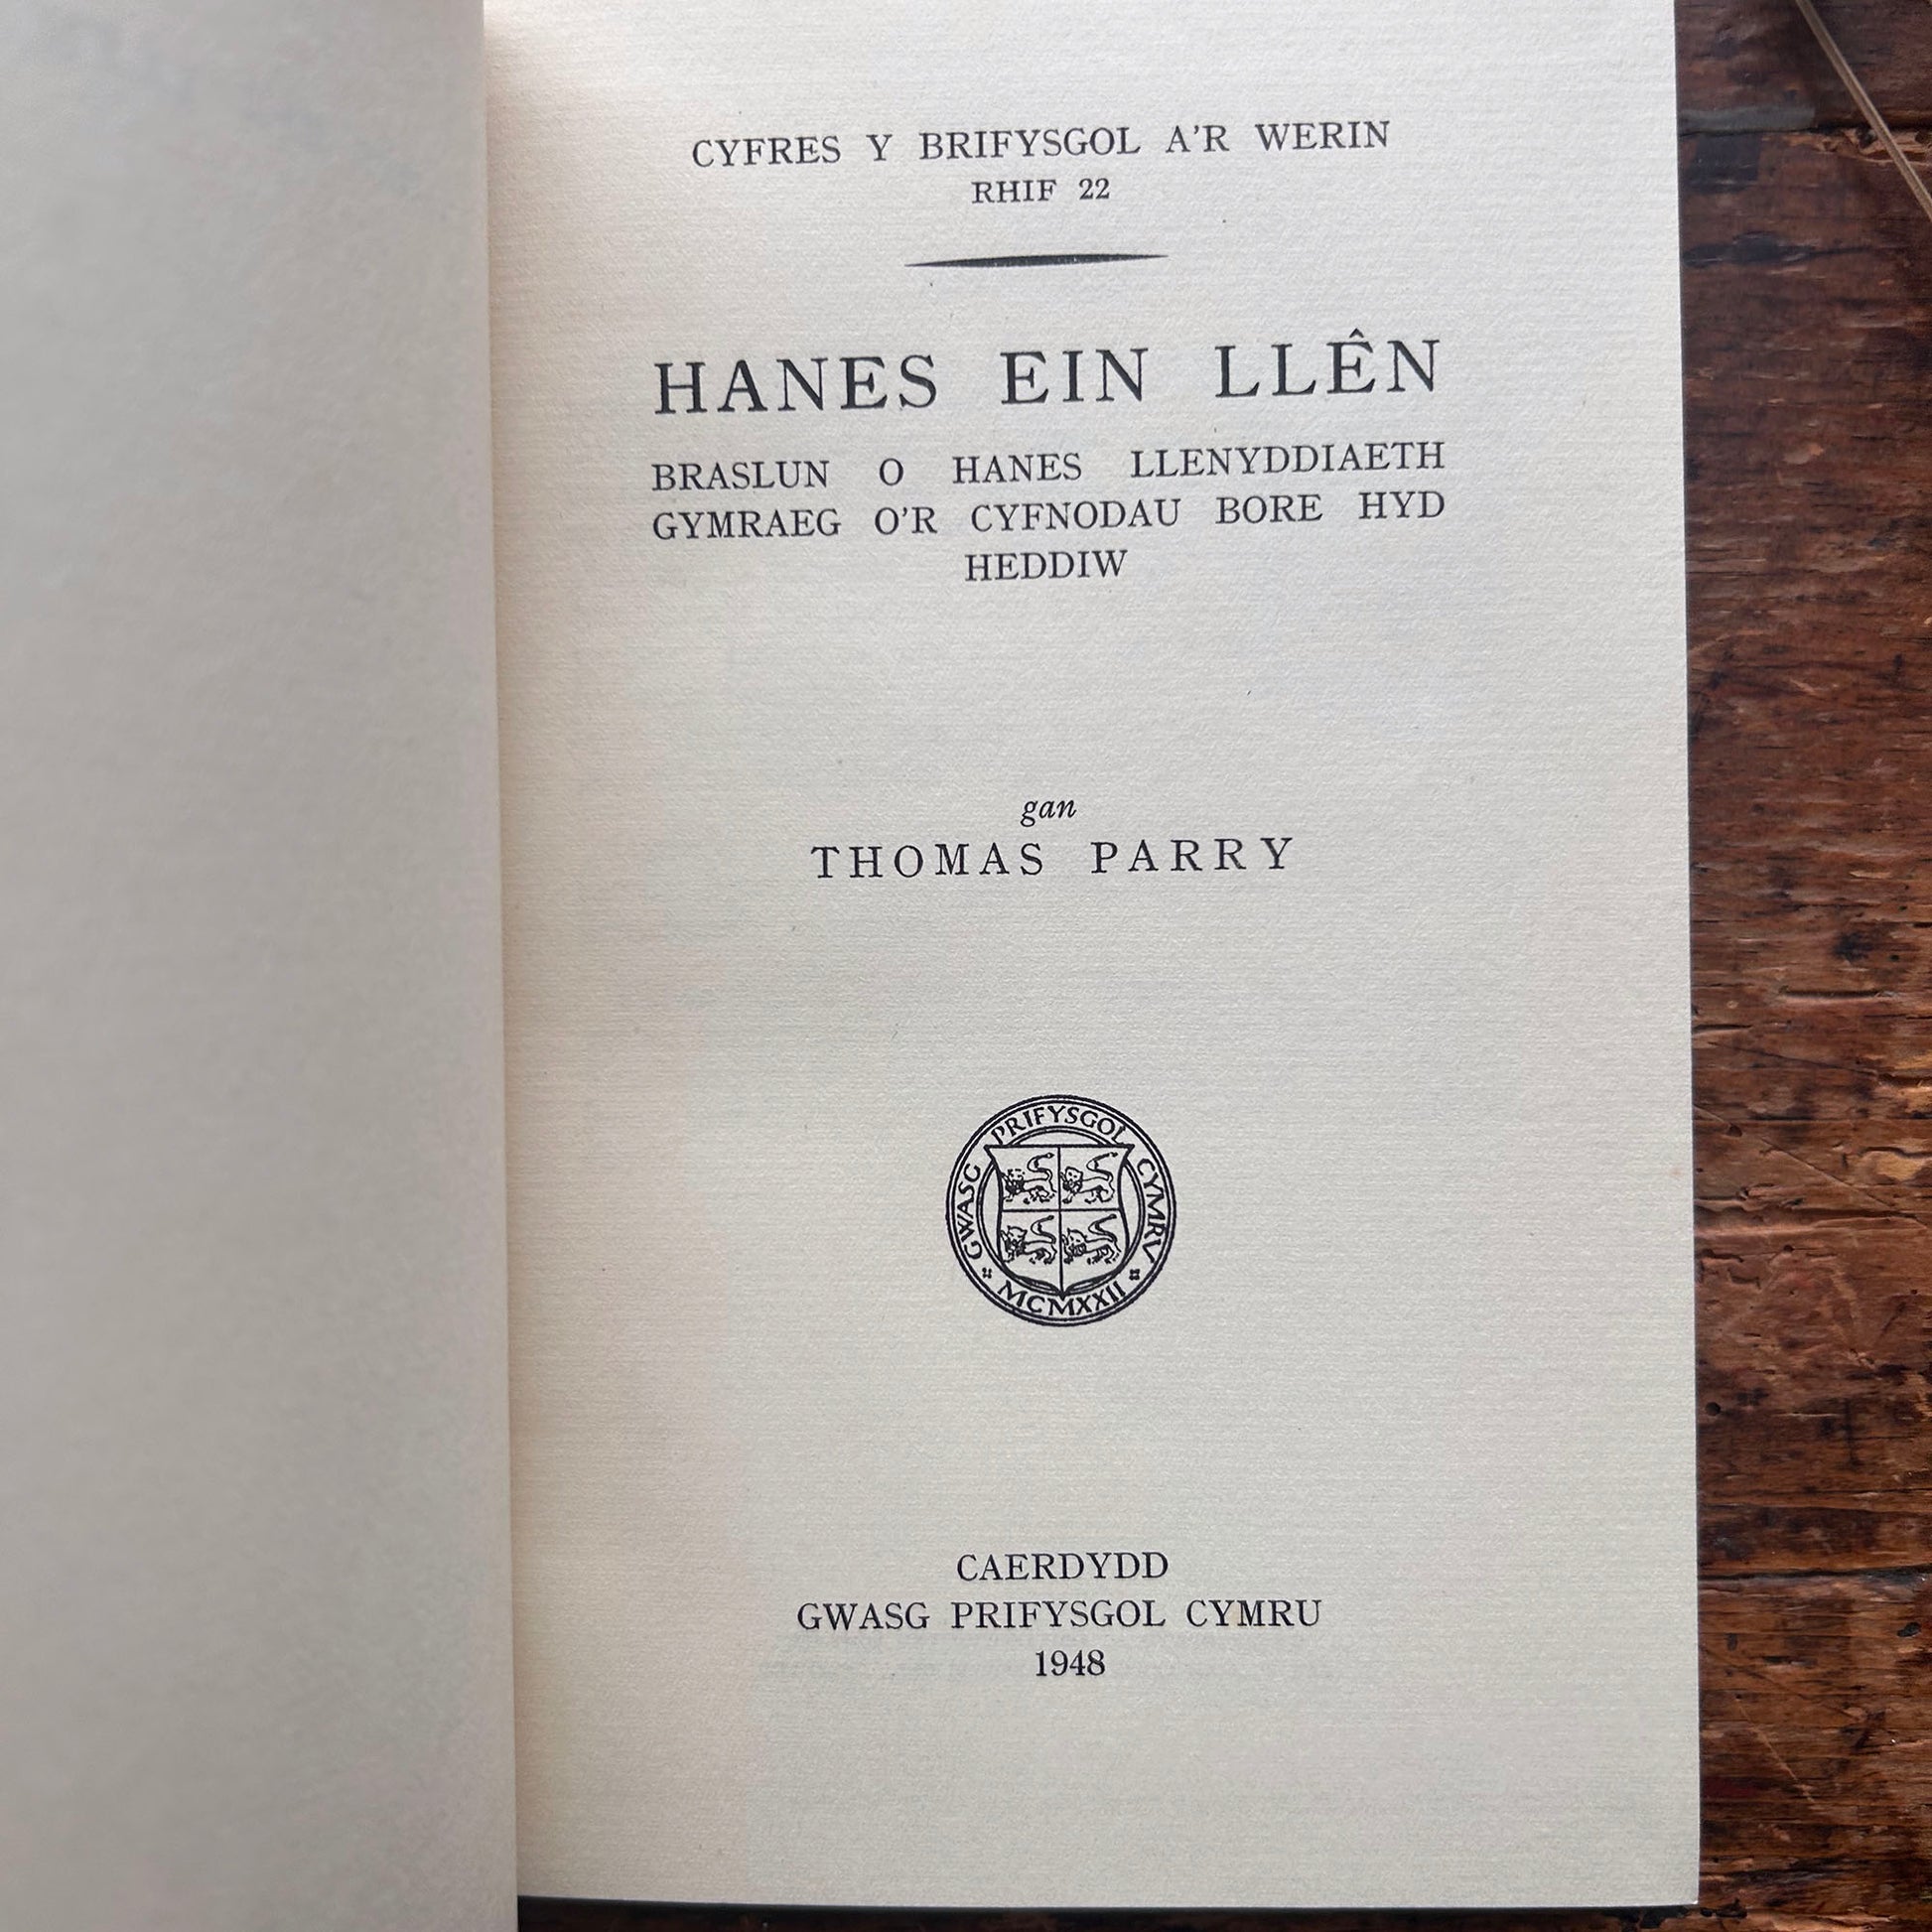 CYFRES Y BRIFYSGOL A'R WERIN
RHIF 22
HANES EIN LLÊN
BRASLUN O HANES LLENYDDIAETH
GYMRAEG O'R CYFNODAU BORE HYD
HEDDIW
gan
THOMAS PARRY
GWASG PRIFYSGOL CYMRV
MCMXXII
CAERDYDD
GWASG PRIFYSGOL CYMRU
1948